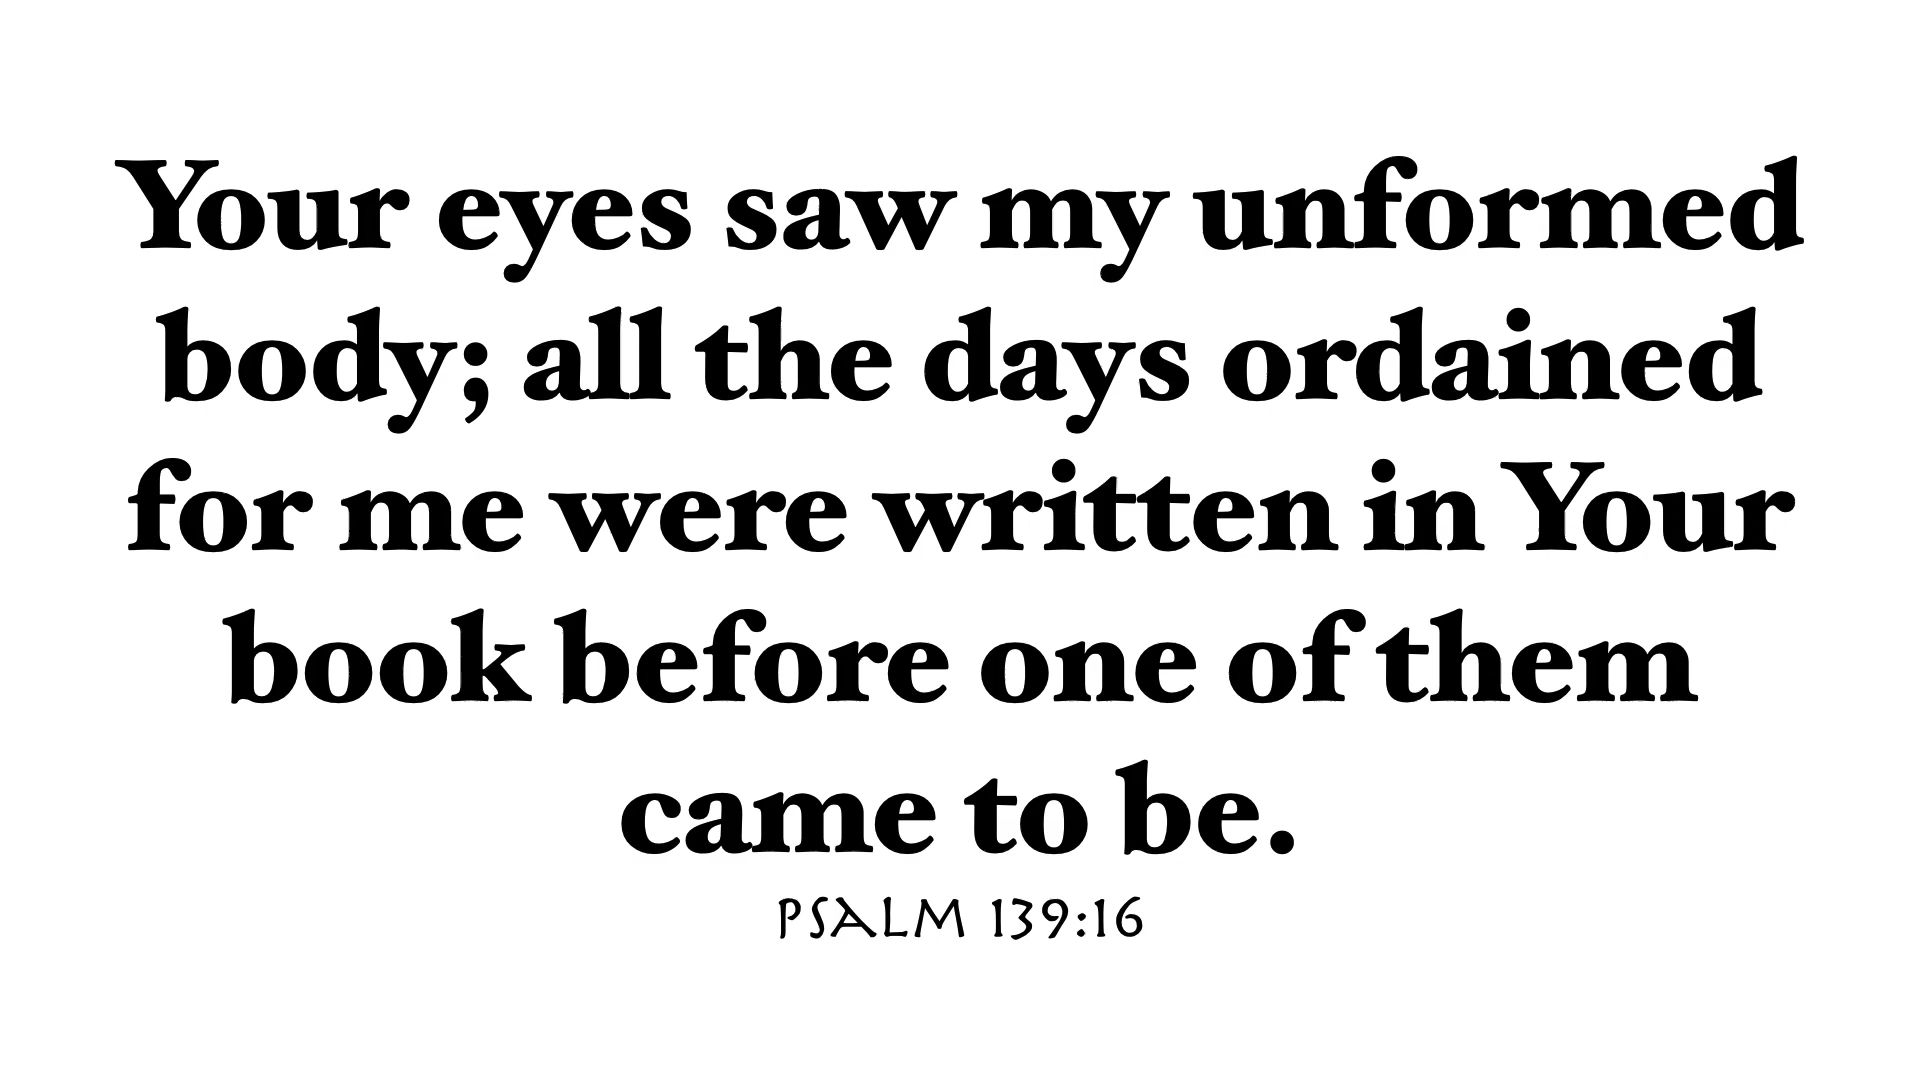 Your eyes saw my unformed
body; all the days ordained
for me were written in Your
book before one of them
came to be.
PSALM 139:16